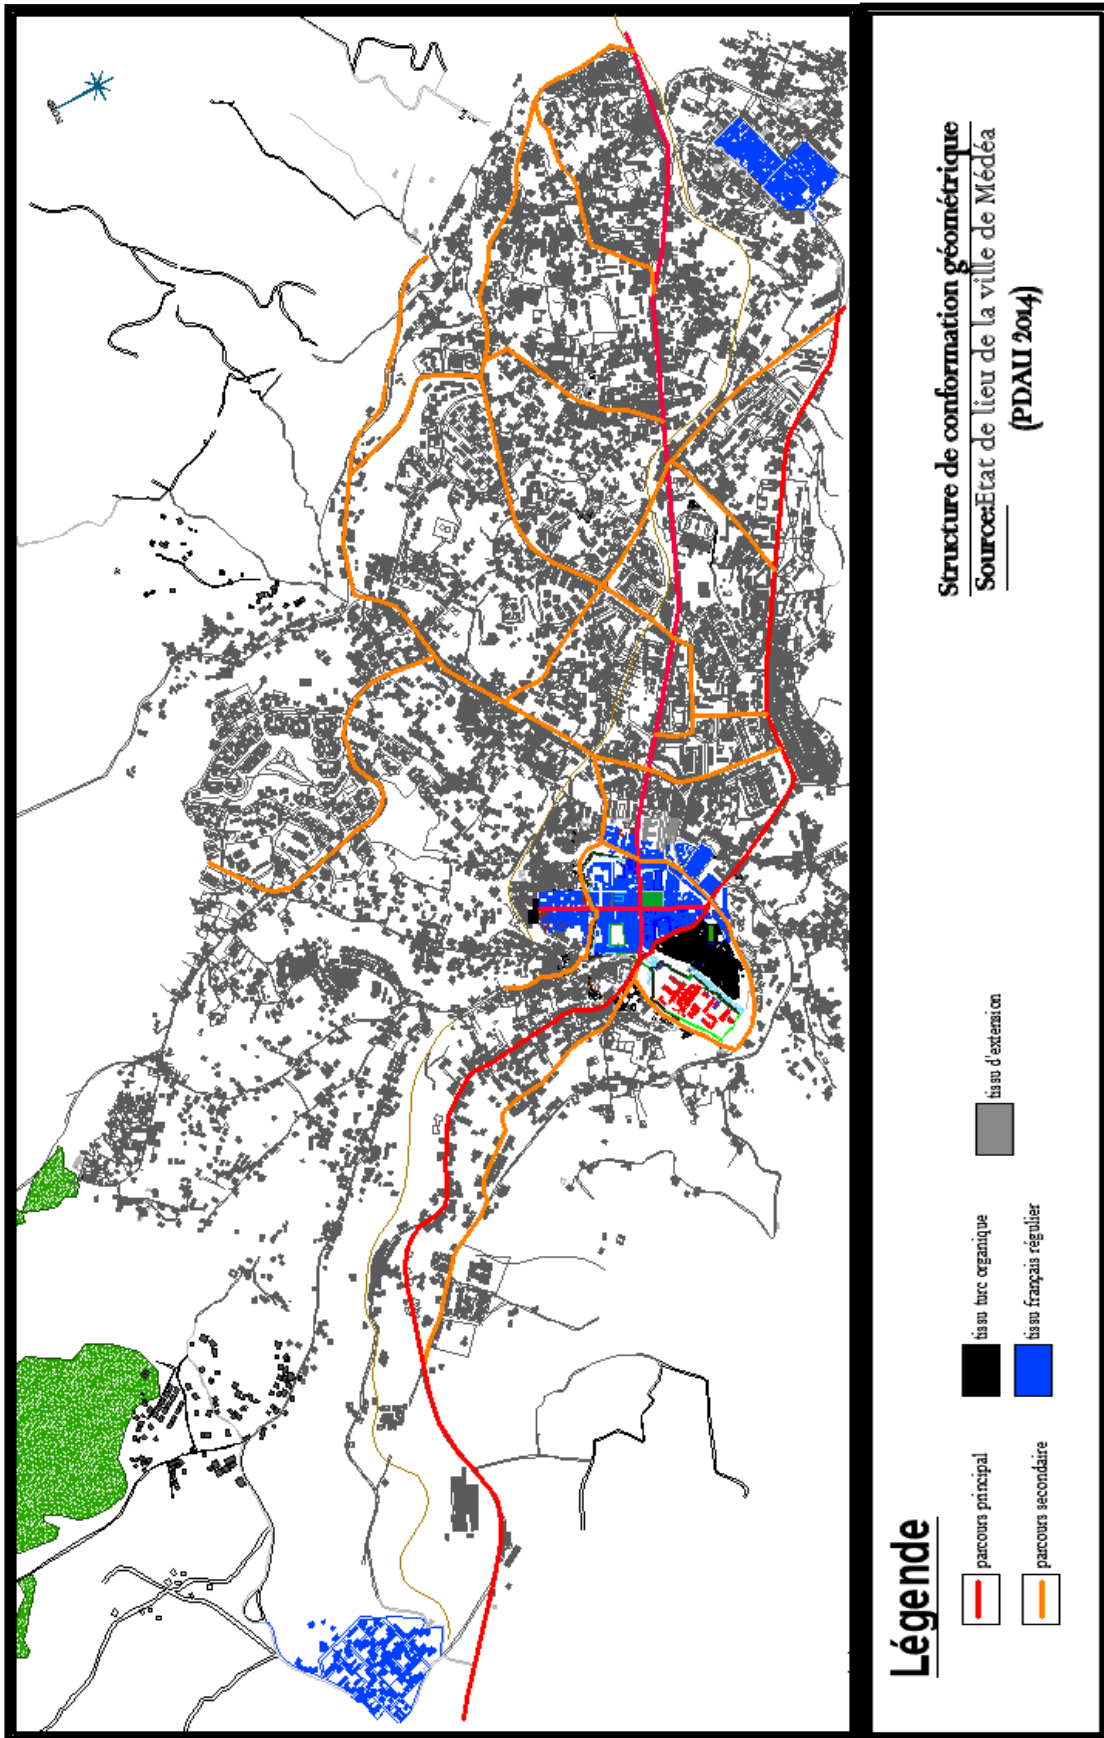 Structure de conformation géométrique
Source:Etat de lieu de la ville de Médéa
(PDAU 2014)
Légende
parcours principal
parcours secondaire
tissu turc organique
tissu français régulier
tissu d'extension